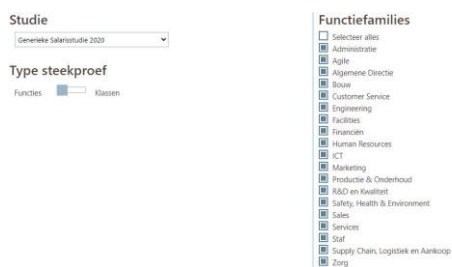 Studie
Generieke Salarisstudie 2020
Type steekproef
Functies
Klassen
Functiefamilies
Selecteer alles
Administratie
Agile
Algemene Directie
Bouw
Customer Service
Engineering
Facilities
Financiën
Human Resources
ICT
Marketing
Productie & Onderhoud
R&D en Kwaliteit
Safety, Health & Environment
Sales
Services
Staf
Supply Chain, Logistiek en Aankoop
Zorg